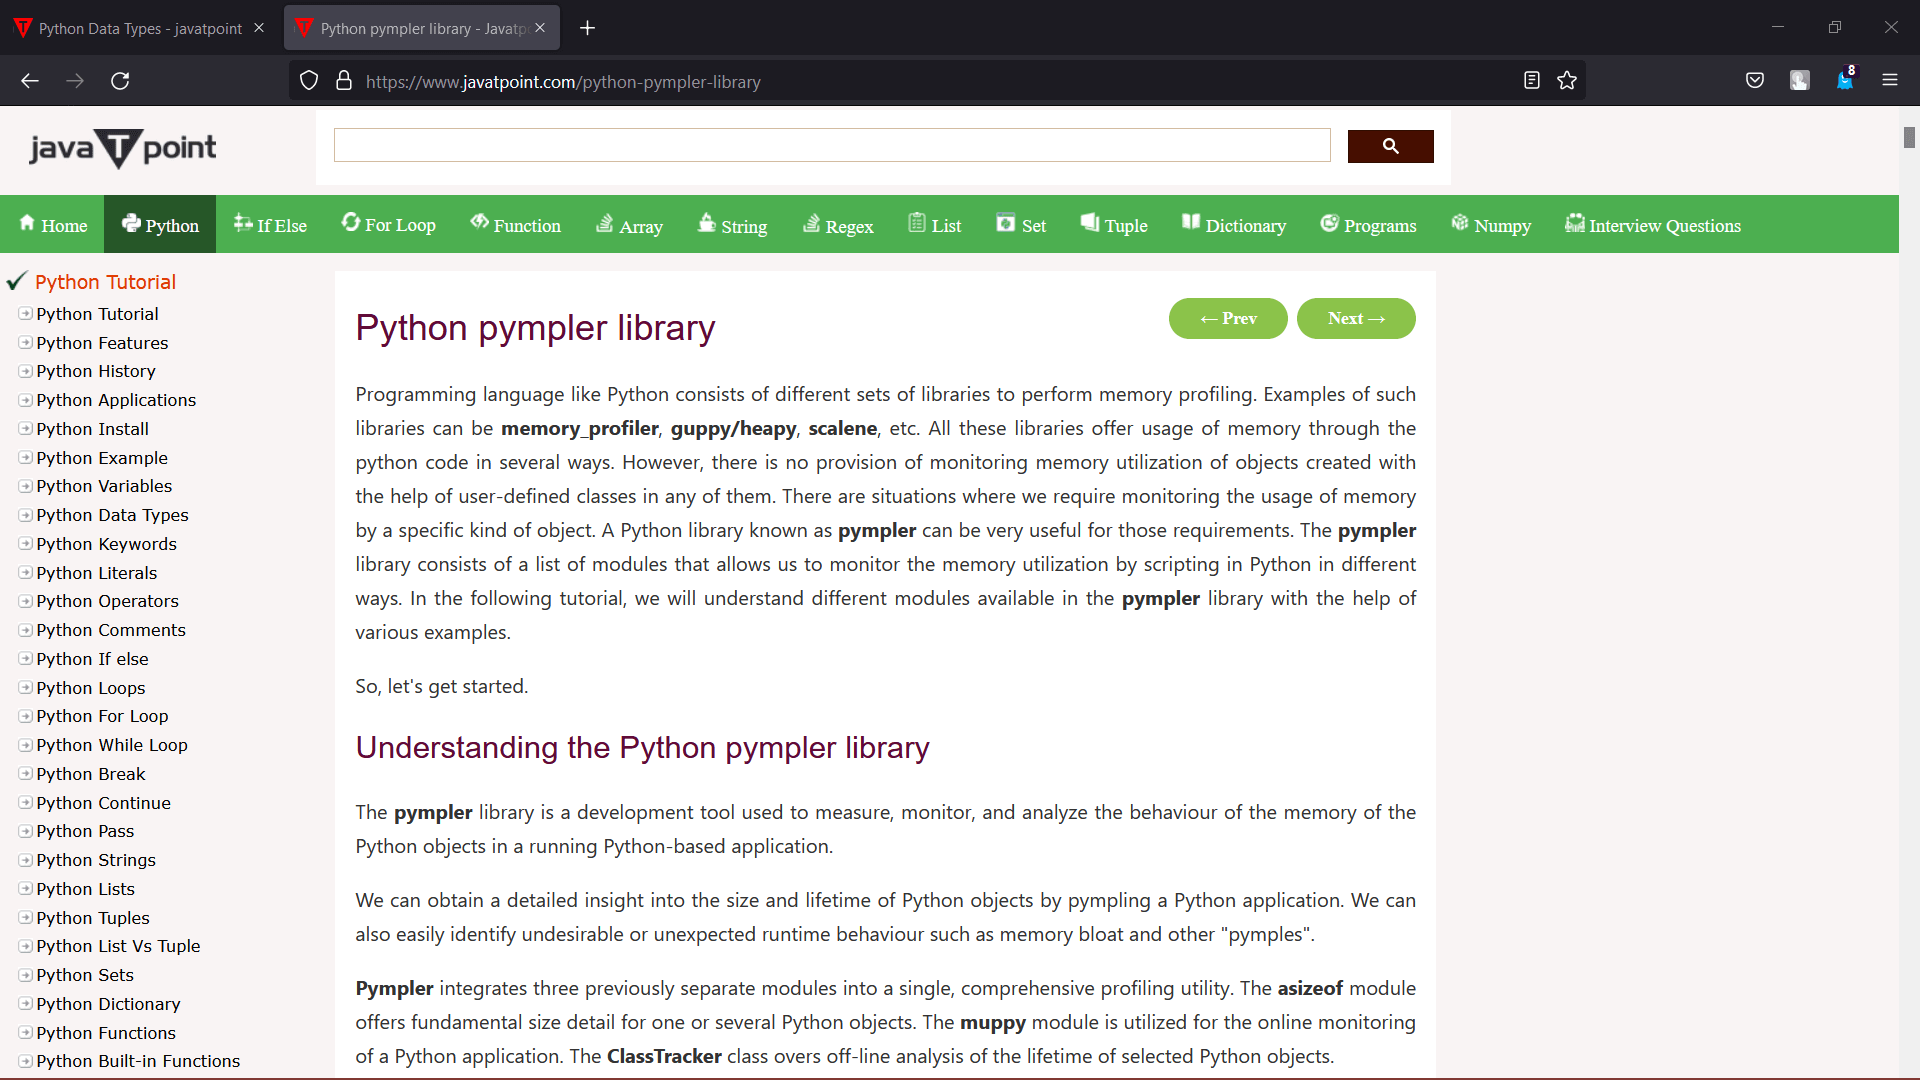 Python Data Types - javatpoint
Python pympler library - Javatp
https://www.javatpoint.com/python-pympler-library
8
javaTpoint
Home Python If Else For Loop Function Array String Regex List Set Tuple Dictionary Programs Numpy Interview Questions
Python Tutorial
Python Tutorial
Python Features
Python History
Python Applications
Python Install
Python Example
Python Variables
Python Data Types
Python Keywords
Python Literals
Python Operators
Python Comments
Python If else
Python Loops
Python For Loop
Python While Loop
Python Break
Python Continue
Python Pass
Python Strings
Python Lists
Python Tuples
Python List Vs Tuple
Python Sets
Python Dictionary
Python Functions
Python Built-in Functions
← Prev Next →
Python pympler library
Programming language like Python consists of different sets of libraries to perform memory profiling. Examples of such
libraries can be memory_profiler, guppy/heapy, scalene, etc. All these libraries offer usage of memory through the
python code in several ways. However, there is no provision of monitoring memory utilization of objects created with
the help of user-defined classes in any of them. There are situations where we require monitoring the usage of memory
by a specific kind of object. A Python library known as pympler can be very useful for those requirements. The pympler
library consists of a list of modules that allows us to monitor the memory utilization by scripting in Python in different
ways. In the following tutorial, we will understand different modules available in the pympler library with the help of
various examples.
So, let's get started.
Understanding the Python pympler library
The pympler library is a development tool used to measure, monitor, and analyze the behaviour of the memory of the
Python objects in a running Python-based application.
We can obtain a detailed insight into the size and lifetime of Python objects by pympling a Python application. We can
also easily identify undesirable or unexpected runtime behaviour such as memory bloat and other "pymples".
Pympler integrates three previously separate modules into a single, comprehensive profiling utility. The asizeof module
offers fundamental size detail for one or several Python objects. The muppy module is utilized for the online monitoring
of a Python application. The ClassTracker class overs off-line analysis of the lifetime of selected Python objects.